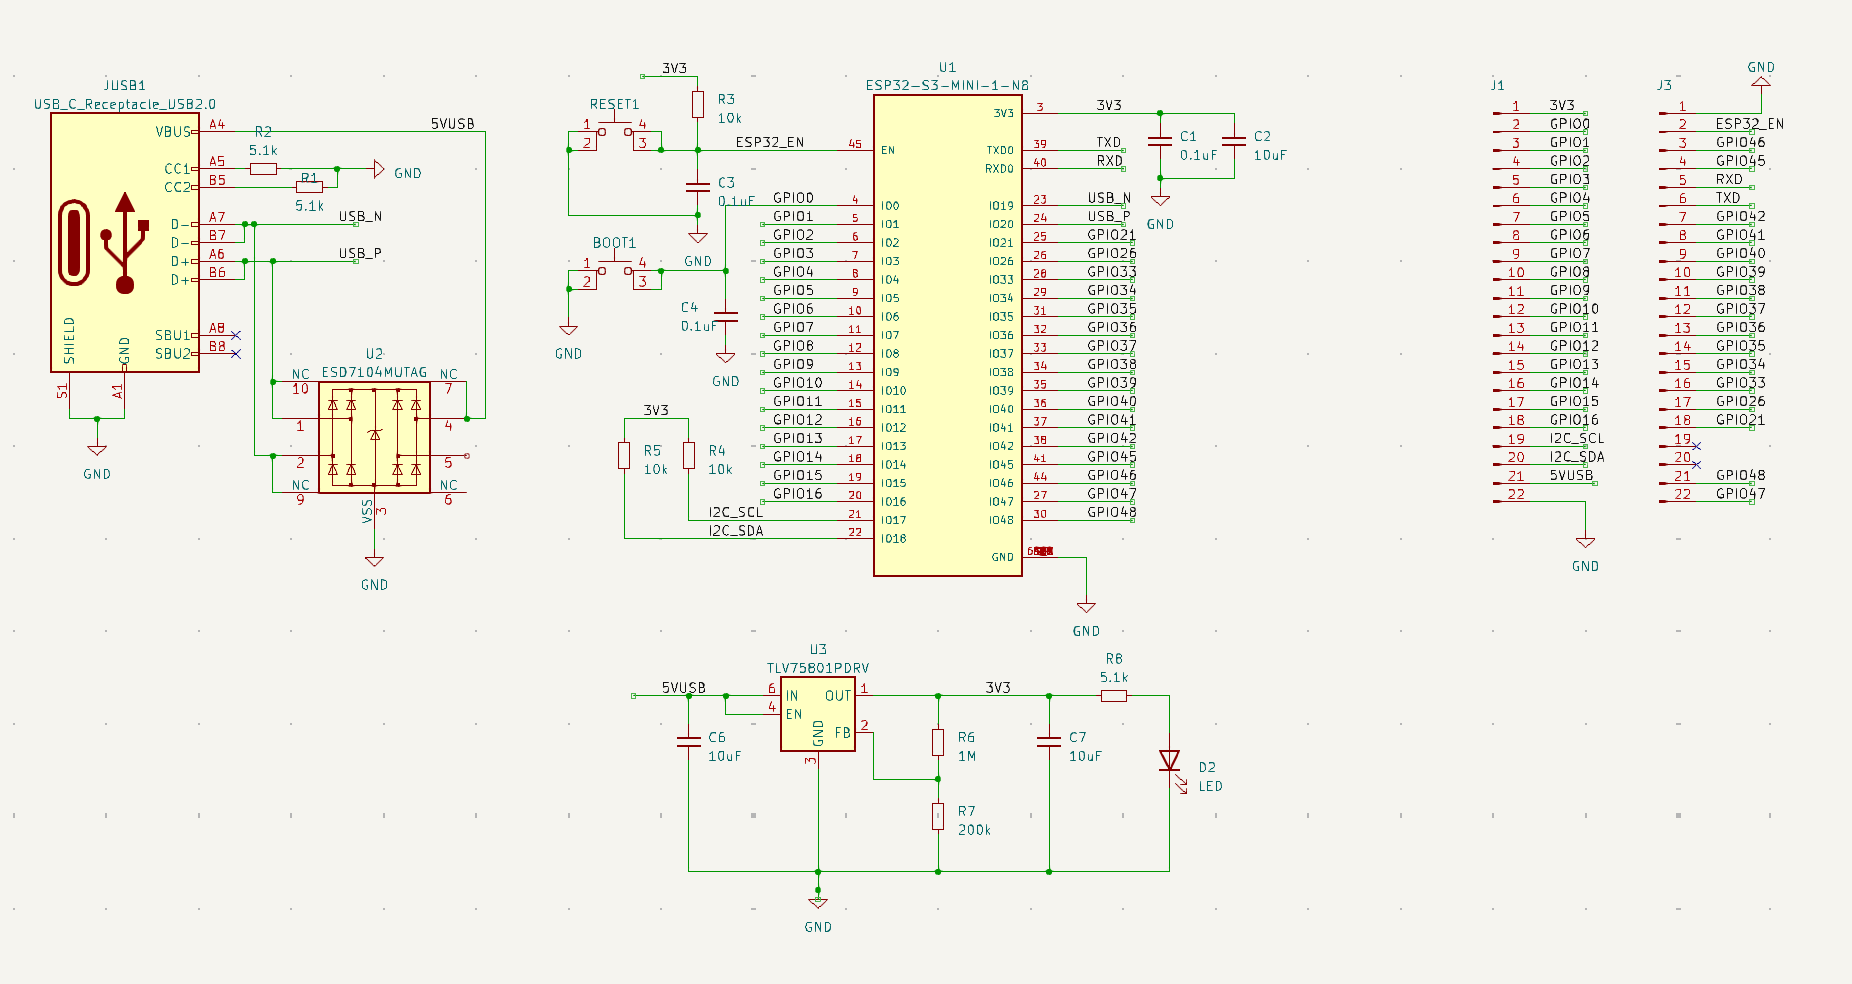 JUSB1
USB_C_Receptacle_USB2.0
VBUS
A4
5VUSB
R2
5.1k
CC1
A5
CC2
B5
R1
5.1k
GND
D-
A7
USB_N
D-
B7
D+
A6
USB_P
D+
B6
SBU1
A8
SBU2
B8
SHIELD
GND
S1
A1
GND
U2
ESD7104MUTAG
NC
10
NC
7
1
4
2
5
NC
9
NC
6
VSS
3
GND
3V3
R3
10k
RESET1
1
4
2
3
ESP32_EN
C3
0.1uF
GND
BOOT1
1
4
2
3
GND
C4
0.1uF
GND
3V3
R5
10k
R4
10k
I2C_SCL
I2C_SDA
U1
ESP32-S3-MINI-1-N8
45
EN
GPIO0
4
IO0
GPIO1
5
IO1
GPIO2
6
IO2
GPIO3
7
IO3
GPIO4
8
IO4
GPIO5
9
IO5
GPIO6
10
IO6
GPIO7
11
IO7
GPIO8
12
IO8
GPIO9
13
IO9
GPIO10
14
IO10
GPIO11
15
IO11
GPIO12
16
IO12
GPIO13
17
IO13
GPIO14
18
IO14
GPIO15
19
IO15
GPIO16
20
IO16
21
IO17
22
IO18
3V3
3
3V3
TXD0
39
TXD
RXD0
40
RXD
IO19
23
USB_N
IO20
24
USB_P
IO21
25
GPIO21
IO26
26
GPIO26
IO33
28
GPIO33
IO34
29
GPIO34
IO35
31
GPIO35
IO36
32
GPIO36
IO37
33
GPIO37
IO38
34
GPIO38
IO39
35
GPIO39
IO40
36
GPIO40
IO41
37
GPIO41
IO42
38
GPIO42
IO45
41
GPIO45
IO46
44
GPIO46
IO47
27
GPIO47
IO48
30
GPIO48
GND
GND
C1
0.1uF
C2
10uF
GND
J1
1
3V3
2
GPIO0
3
GPIO1
4
GPIO2
5
GPIO3
6
GPIO4
7
GPIO5
8
GPIO6
9
GPIO7
10
GPIO8
11
GPIO9
12
GPIO10
13
GPIO11
14
GPIO12
15
GPIO13
16
GPIO14
17
GPIO15
18
GPIO16
19
I2C_SCL
20
I2C_SDA
21
5VUSB
22
GND
J3
GND
1
2
ESP32_EN
3
GPIO46
4
GPIO45
5
RXD
6
TXD
7
GPIO42
8
GPIO41
9
GPIO40
10
GPIO39
11
GPIO38
12
GPIO37
13
GPIO36
14
GPIO35
15
GPIO34
16
GPIO33
17
GPIO26
18
GPIO21
19
20
21
GPIO48
22
GPIO47
U3
TLV75801PDRV
5VUSB
6
IN
OUT
1
3V3
4
EN
GND
FB
2
3
C6
10uF
R6
1M
R7
200k
C7
10uF
R8
5.1k
D2
LED
GND